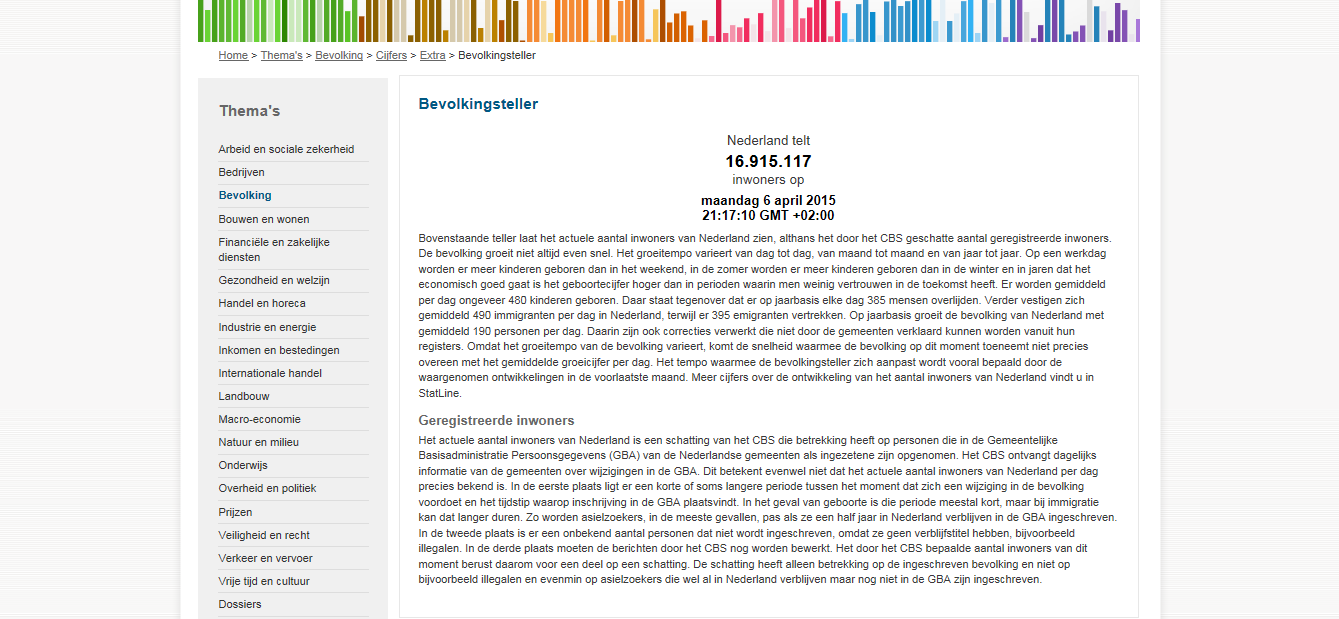 Home > Thema's > Bevolking > Cijfers > Extra > Bevolkingsteller
Thema's
Arbeid en sociale zekerheid
Bedrijven
Bevolking
Bouwen en wonen
Financiële en zakelijke
diensten
Gezondheid en welzijn
Handel en horeca
Industrie en energie
Inkomen en bestedingen
Internationale handel
Landbouw
Macro-economie
Natuur en milieu
Onderwijs
Overheid en politiek
Prijzen
Veiligheid en recht
Verkeer en vervoer
Vrije tijd en cultuur
Dossiers
Bevolkingsteller
Nederland telt
16.915.117
inwoners op
maandag 6 april 2015
21:17:10 GMT +02:00
Bovenstaande teller laat het actuele aantal inwoners van Nederland zien, althans het door het CBS geschatte aantal geregistreerde inwoners.
De bevolking groeit niet altijd even snel. Het groeitempo varieert van dag tot dag, van maand tot maand en van jaar tot jaar. Op een werkdag
worden er meer kinderen geboren dan in het weekend, in de zomer worden er meer kinderen geboren dan in de winter en in jaren dat het
economisch goed gaat is het geboortecijfer hoger dan in perioden waarin men weinig vertrouwen in de toekomst heeft. Er worden gemiddeld
per dag ongeveer 480 kinderen geboren. Daar staat tegenover dat er op jaarbasis elke dag 385 mensen overlijden. Verder vestigen zich
gemiddeld 490 immigranten per dag in Nederland, terwijl er 395 emigranten vertrekken. Op jaarbasis groeit de bevolking van Nederland met
gemiddeld 190 personen per dag. Daarin zijn ook correcties verwerkt die niet door de gemeenten verklaard kunnen worden vanuit hun
registers. Omdat het groeitempo van de bevolking varieert, komt de snelheid waarmee de bevolking op dit moment toeneemt niet precies
overeen met het gemiddelde groeicijfer per dag. Het tempo waarmee de bevolkingsteller zich aanpast wordt vooral bepaald door de
waargenomen ontwikkelingen in de voorlaatste maand. Meer cijfers over de ontwikkeling van het aantal inwoners van Nederland vindt u in
StatLine.
Geregistreerde inwoners
Het actuele aantal inwoners van Nederland is een schatting van het CBS die betrekking heeft op personen die in de Gemeentelijke
Basisadministratie Persoonsgegevens (GBA) van de Nederlandse gemeenten als ingezetene zijn opgenomen. Het CBS ontvangt dagelijks
informatie van de gemeenten over wijzigingen in de GBA. Dit betekent evenwel niet dat het actuele aantal inwoners van Nederland per dag
precies bekend is. In de eerste plaats ligt er een korte of soms langere periode tussen het moment dat zich een wijziging in de bevolking
voordoet en het tijdstip waarop inschrijving in de GBA plaatsvindt. In het geval van geboorte is die periode meestal kort, maar bij immigratie
kan dat langer duren. Zo worden asielzoekers, in de meeste gevallen, pas als ze een half jaar in Nederland verblijven in de GBA ingeschreven.
In de tweede plaats is er een onbekend aantal personen dat niet wordt ingeschreven, omdat ze geen verblijfstitel hebben, bijvoorbeeld
illegalen. In de derde plaats moeten de berichten door het CBS nog worden bewerkt. Het door het CBS bepaalde aantal inwoners van dit
moment berust daarom voor een deel op een schatting. De schatting heeft alleen betrekking op de ingeschreven bevolking en niet op
bijvoorbeeld illegalen en evenmin op asielzoekers die wel al in Nederland verblijven maar nog niet in de GBA zijn ingeschreven.